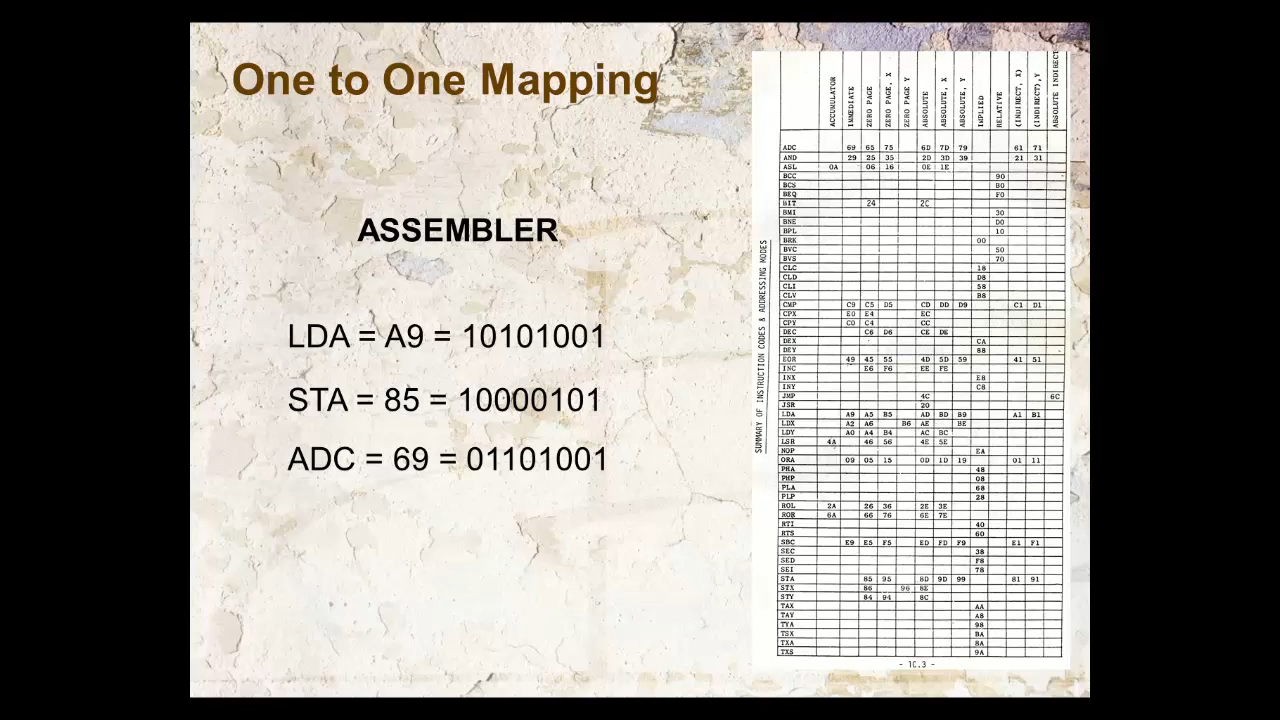 One to One Mapping
ASSEMBLER
LDA = A9 = 10101001
STA = 85 = 10000101
ADC = 69 = 01101001
SUMMARY OF INSTRUCTION CODES & ADDRESSING MODES
ACCUMULATOR IMMEDIATE ZERO PAGE ZERO PAGE, X ZERO PAGE Y ABSOLUTE ABSOLUTE, X ABSOLUTE, Y IMPLIED RELATIVE (INDIRECT, X) (INDIRECT),Y ABSOLUTE INDIRECT
ADC 69 65 75 6D 7D 79 61 71
AND 29 25 35 2D 3D 39 21 31
ASL 0A 06 16 0E 1E
BCC 90
BCS B0
BEQ F0
BIT 24 2C
BMI 30
BNE D0
BPL 10
BRK 00
BVC 50
BVS 70
CLC 18
CLD D8
CLI 58
CLV B8
CMP C9 C5 D5 CD DD D9 C1 D1
CPX E0 E4 EC
CPY C0 C4 CC
DEC C6 D6 CE DE
DEX CA
DEY 88
EOR 49 45 55 4D 5D 59 41 51
INC E6 F6 EE FE
INX E8
INY C8
JMP 4C 6C
JSR 20
LDA A9 A5 B5 AD BD B9 A1 B1
LDX A2 A6 B6 AE BE
LDY A0 A4 B4 AC BC
LSR 4A 46 56 4E 5E
NOP EA
ORA 09 05 15 0D 1D 19 01 11
PHA 48
PHP 08
PLA 68
PLP 28
ROL 2A 26 36 2E 3E
ROR 6A 66 76 6E 7E
RTI 40
RTS 60
SBC E9 E5 F5 ED FD F9 E1 F1
SEC 38
SED F8
SEI 78
STA 85 95 8D 9D 99 81 91
STX 86 96 8E
STY 84 94 8C
TAX AA
TAY A8
TYA 98
TSX BA
TXA 8A
TXS 9A
- 1C.3 -